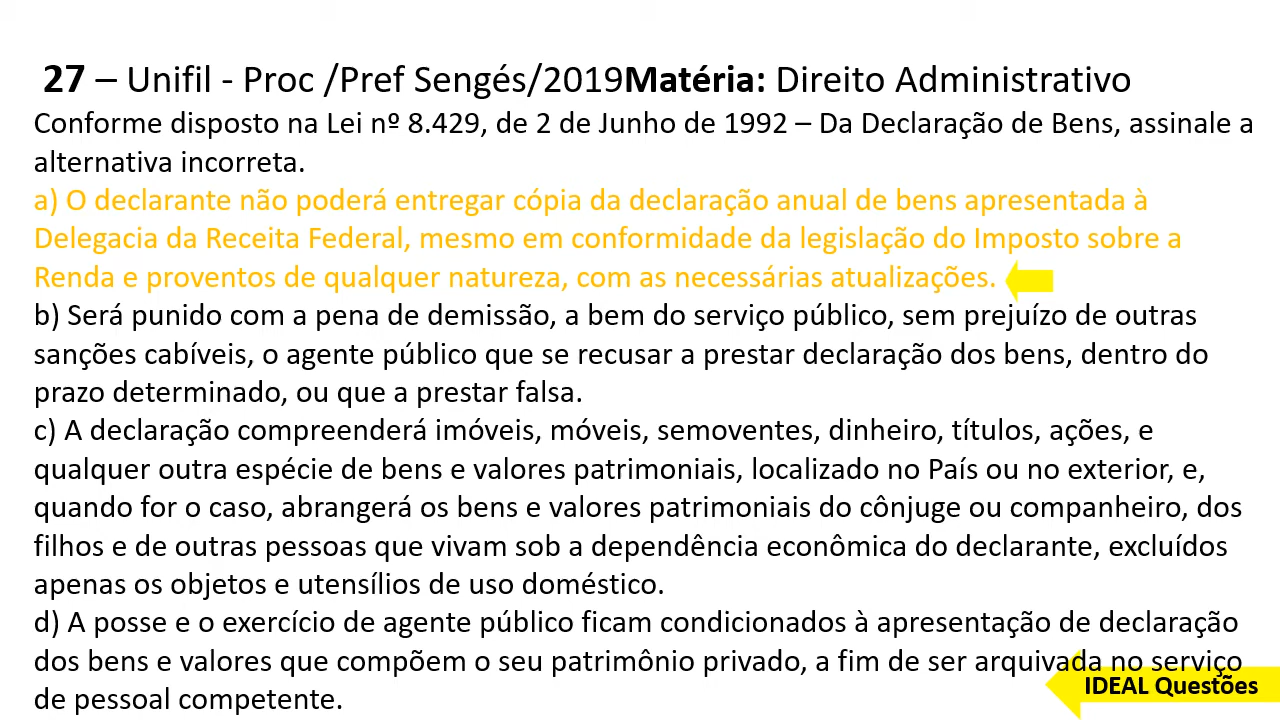 27 – Unifil - Proc /Pref Sengés/2019Matéria: Direito Administrativo
Conforme disposto na Lei nº 8.429, de 2 de Junho de 1992 – Da Declaração de Bens, assinale a
alternativa incorreta.
a) O declarante não poderá entregar cópia da declaração anual de bens apresentada à
Delegacia da Receita Federal, mesmo em conformidade da legislação do Imposto sobre a
Renda e proventos de qualquer natureza, com as necessárias atualizações.
b) Será punido com a pena de demissão, a bem do serviço público, sem prejuízo de outras
sanções cabíveis, o agente público que se recusar a prestar declaração dos bens, dentro do
prazo determinado, ou que a prestar falsa.
c) A declaração compreenderá imóveis, móveis, semoventes, dinheiro, títulos, ações, e
qualquer outra espécie de bens e valores patrimoniais, localizado no País ou no exterior, e,
quando for o caso, abrangerá os bens e valores patrimoniais do cônjuge ou companheiro, dos
filhos e de outras pessoas que vivam sob a dependência econômica do declarante, excluídos
apenas os objetos e utensílios de uso doméstico.
d) A posse e o exercício de agente público ficam condicionados à apresentação de declaração
dos bens e valores que compõem o seu patrimônio privado, a fim de ser arquivada no serviço
de pessoal competente.
IDEAL Questões